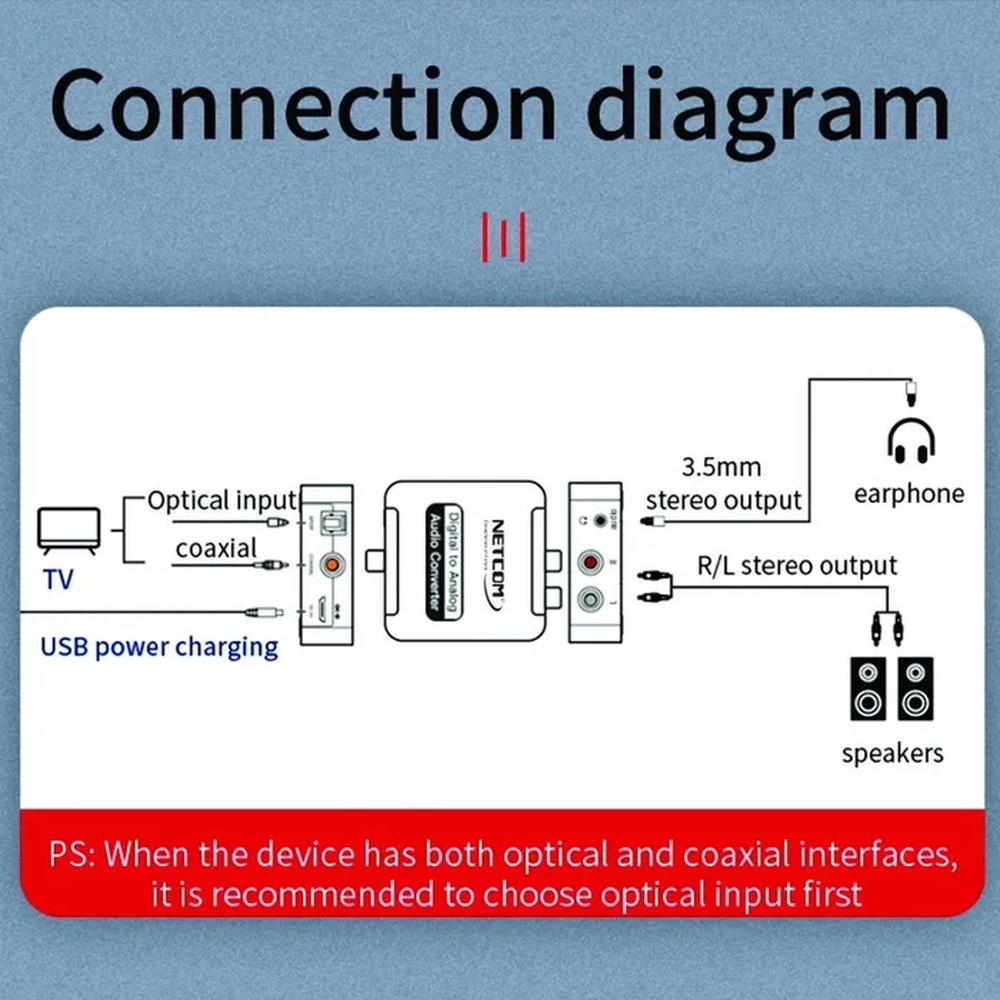 Connection diagram
3.5mm
stereo output
earphone
Optical input
coaxial
TV
USB power charging
Digital to Analog
Audio Converter
NETCOM
R/L stereo output
speakers
PS: When the device has both optical and coaxial interfaces,
it is recommended to choose optical input first